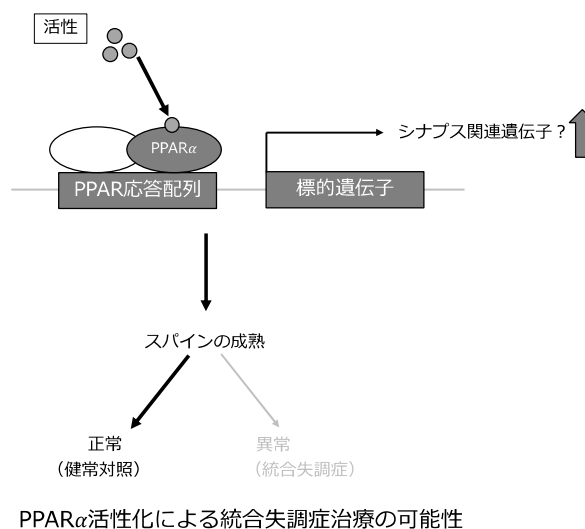 活性
PPARα
シナプス関連遺伝子？
PPAR応答配列
標的遺伝子
スパインの成熟
正常
（健常対照）
異常
（統合失調症）
PPARα活性化による統合失調症治療の可能性